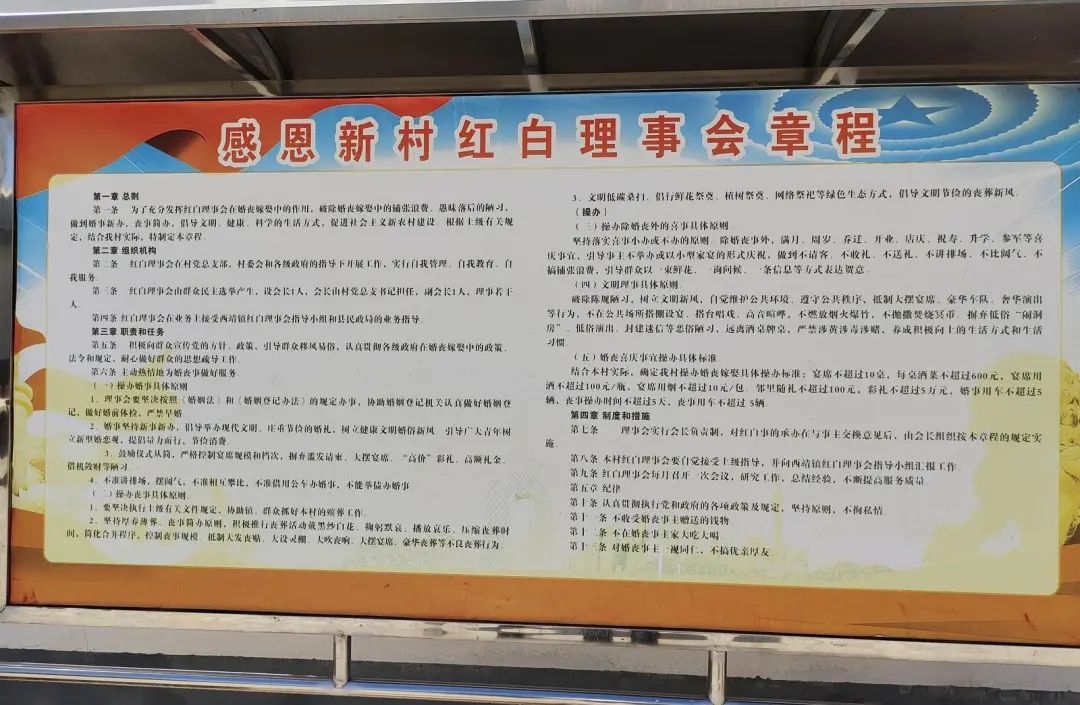 感恩新村红白理事会章程
第一章 总则
第一条 为了充分发挥红白理事会在婚丧嫁娶中的作用，破除婚丧嫁娶中的铺张浪费、愚昧落后的陋习，
做到婚事新办，丧事简办，倡导文明、健康、科学的生活方式，促进社会主义新农村建设，根据上级有关规
定，结合我村实际，特制定本章程。
第二章 组织机构
第二条 红白理事会在村党总支部，村委会和各级政府的指导下开展工作，实行自我管理、自我教育、自
我服务。
第三条 红白理事会由群众民主选举产生，设会长1人，会长由村党总支书记担任，副会长1人，理事若干
人。
第四条 红白理事会在业务上接受西靖镇红白理事会指导小组和县民政局的业务指导。
第三章 职责和任务
第五条 积极向群众宣传党的方针、政策，引导群众移风易俗，认真贯彻各级政府在婚丧嫁娶中的政策、
法令和规定，耐心做好群众的思想疏导工作。
第六条 主动热情地为婚丧事做好服务。
（一）操办婚事具体原则
1．理事会要坚决按照《婚姻法》和《婚姻登记办法》的规定办事，协助婚姻登记机关认真做好婚姻登
记，做好婚前体检，严禁早婚。
2．婚事坚持新事新办，倡导举办现代文明、庄重节俭的婚礼，树立健康文明婚俗新风。引导广大青年树
立新型婚恋观，提倡量力而行，节俭消费。
3．鼓励仪式从简，严格控制宴席规模和档次，摒弃滥发请柬、大摆宴席、“高价”彩礼、高额礼金、
借机敛财等陋习。
4．不准讲排场，摆阔气，不准相互攀比，不准借用公车办婚事，不能举债办婚事。
（二）操办丧事具体原则
1．要坚决执行上级有关文件规定，协助镇、群众抓好本村的殡葬工作。
2．坚持厚养薄葬、丧事简办原则，积极推行丧葬活动戴黑纱白花、鞠躬默哀、播放哀乐、压缩丧葬时
间，简化合并程序，控制丧事规模。抵制大发丧贴、大设灵棚、大吹丧响、大摆宴席、豪华丧葬等不良丧葬行为。
3．文明低碳桑扫。倡行鲜花祭奠、植树祭奠、网络祭祀等绿色生态方式，倡导文明节俭的丧葬新风。
（操办）
（三）操办除婚丧外的喜事具体原则
坚持落实喜事小办或不办的原则。除婚丧事外，满月、周岁、乔迁、开业、店庆、祝寿、升学、参军等喜
庆事宜，引导事主不举办或以小型家宴的形式庆祝，做到不请客、不收礼、不送礼、不讲排场、不比阔气、不
搞铺张浪费，引导群众以一束鲜花、一询问候、一条信息等方式表达贺意。
（四）文明理事具体原则。
破除陈规陋习，树立文明新风，自觉维护公共环境、遵守公共秩序，抵制大摆宴席、豪华车队、奢华演出
等行为，不在公共场所搭棚设宴、搭台唱戏、高音喧哗，不燃放烟火爆竹，不抛撒焚烧冥币。摒弃低俗“闹洞
房”、低俗演出、封建迷信等恶俗陋习，远离酒桌牌桌，严禁涉黄涉毒涉赌，养成积极向上的生活方式和生活
习惯。
（五）婚丧喜庆事宜操办具体标准
结合本村实际，确定我村操办婚丧嫁娶具体操办标准：宴席不超过10桌，每桌酒菜不超过600元，宴席用
酒不超过100元/瓶，宴席用烟不超过10元/包。邻里随礼不超过100元，彩礼不超过5万元，婚事用车不超过5
辆，丧事操办时间不超过5天，丧事用车不超过 5辆。
第四章 制度和措施
第七条 理事会实行会长负责制，对红白事的承办在与事主交换意见后，由会长组织按本章程的规定实
施
第八条 本村红白理事会要自觉接受上级指导，并向西靖镇红白理事会指导小组汇报工作。
第九条 红白理事会每月召开一次会议，研究工作，总结经验，不断提高服务质量。
第五章 纪律
第十条 认真贯彻执行党和政府的各项政策及规定，坚持原则，不徇私情。
第十一条 不收受婚丧事主赠送的钱物
第十二条 不在婚丧事主家大吃大喝。
第十三条 对婚丧事主一视同仁，不搞优亲厚友。